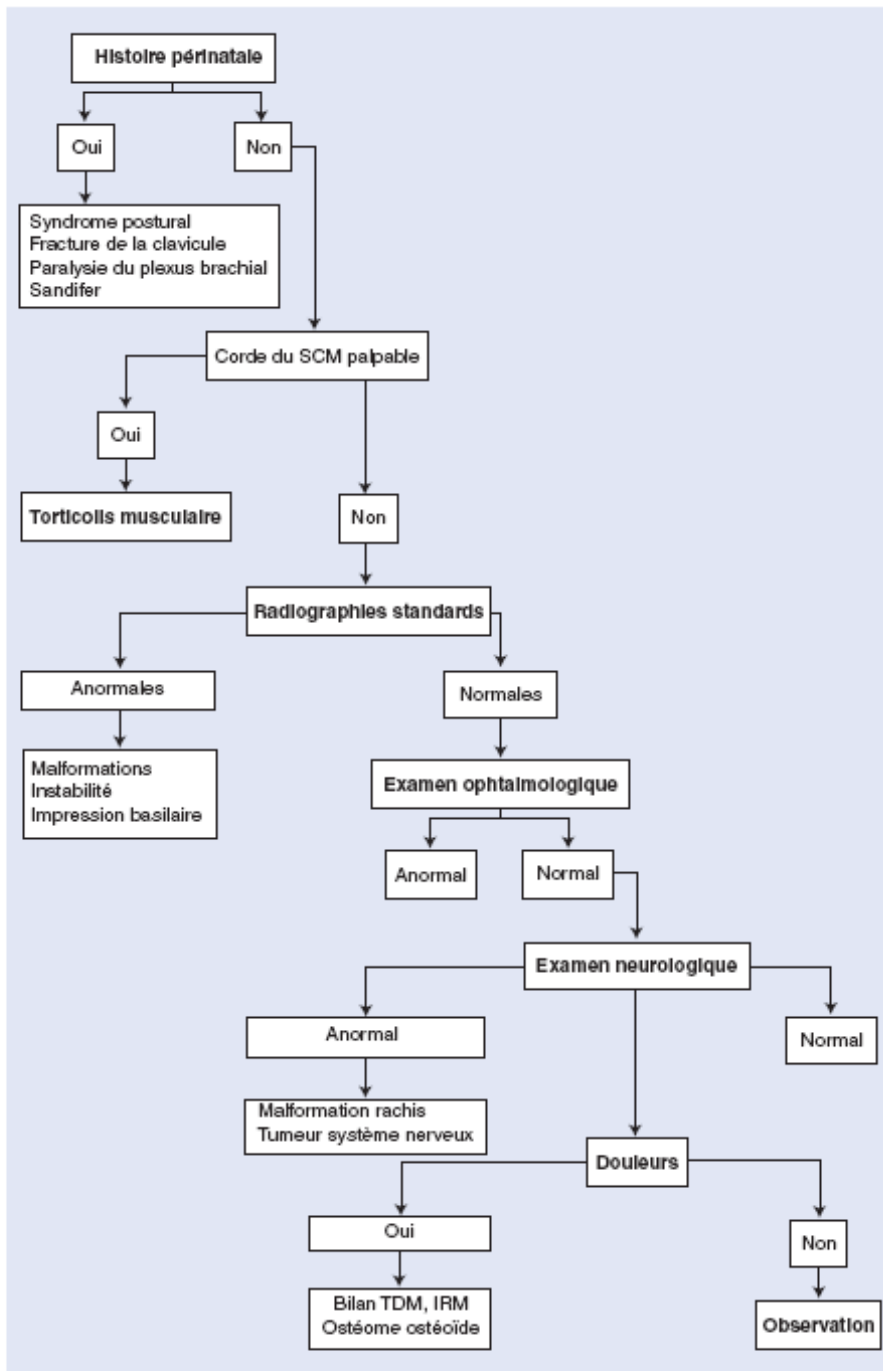 Histoire périnatale
Oui
Non
Syndrome postural
Fracture de la clavicule
Paralysie du plexus brachial
Sandifer
Corde du SCM palpable
Oui
Torticolis musculaire
Non
Radiographies standards
Anormales
Normales
Malformations
Instabilité
Impression basilaire
Examen ophtalmologique
Anormal
Normal
Examen neurologique
Anormal
Normal
Malformation rachis
Tumeur système nerveux
Douleurs
Oui
Non
Bilan TDM, IRM
Ostéome ostéoïde
Observation